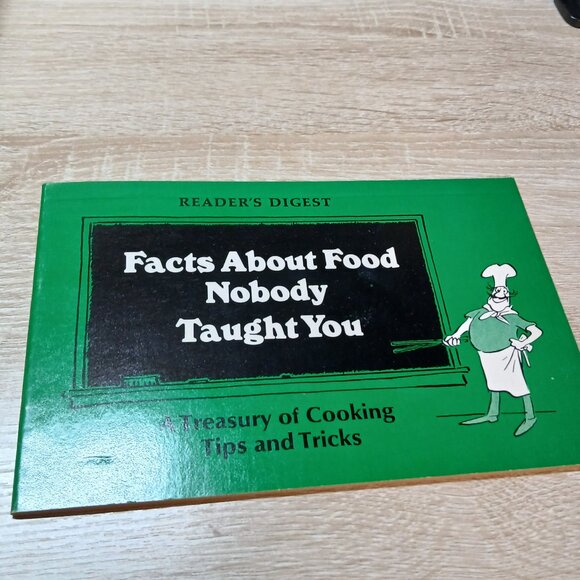 READER'S DIGEST
Facts About Food
Nobody
Taught You
A Treasury of Cooking
Tips and Tricks